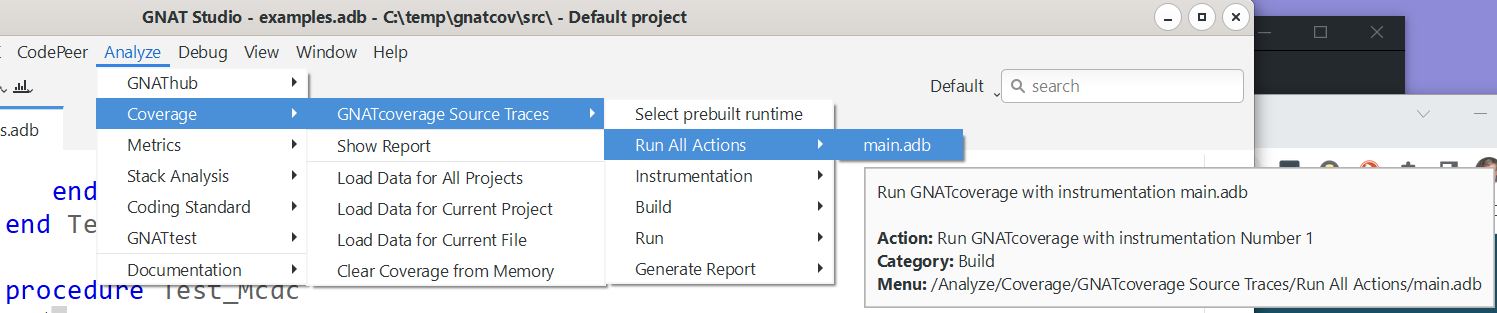 GNAT Studio - examples.adb - C:\temp\gnatcov\src\ - Default project
CodePeer Analyze Debug View Window Help
Default search
GNAThub
Coverage
Metrics
Stack Analysis
Coding Standard
GNATtest
Documentation
GNATcoverage Source Traces
Show Report
Load Data for All Projects
Load Data for Current Project
Load Data for Current File
Clear Coverage from Memory
Select prebuilt runtime
Run All Actions
Instrumentation
Build
Run
Generate Report
main.adb
Run GNATcoverage with instrumentation main.adb
Action: Run GNATcoverage with instrumentation Number 1
Category: Build
Menu: /Analyze/Coverage/GNATcoverage Source Traces/Run All Actions/main.adb
s.adb
end
end Te
procedure Test_Mcdc